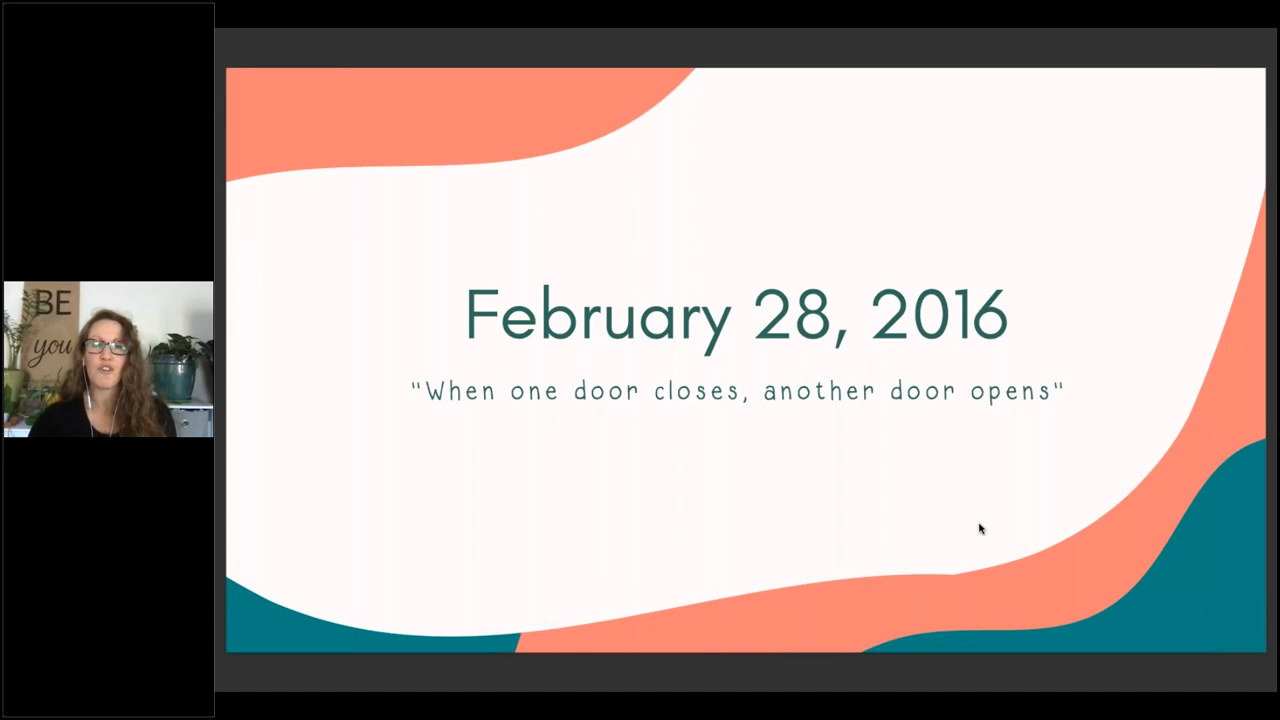 BE
you
February 28, 2016
"When one door closes, another door opens"